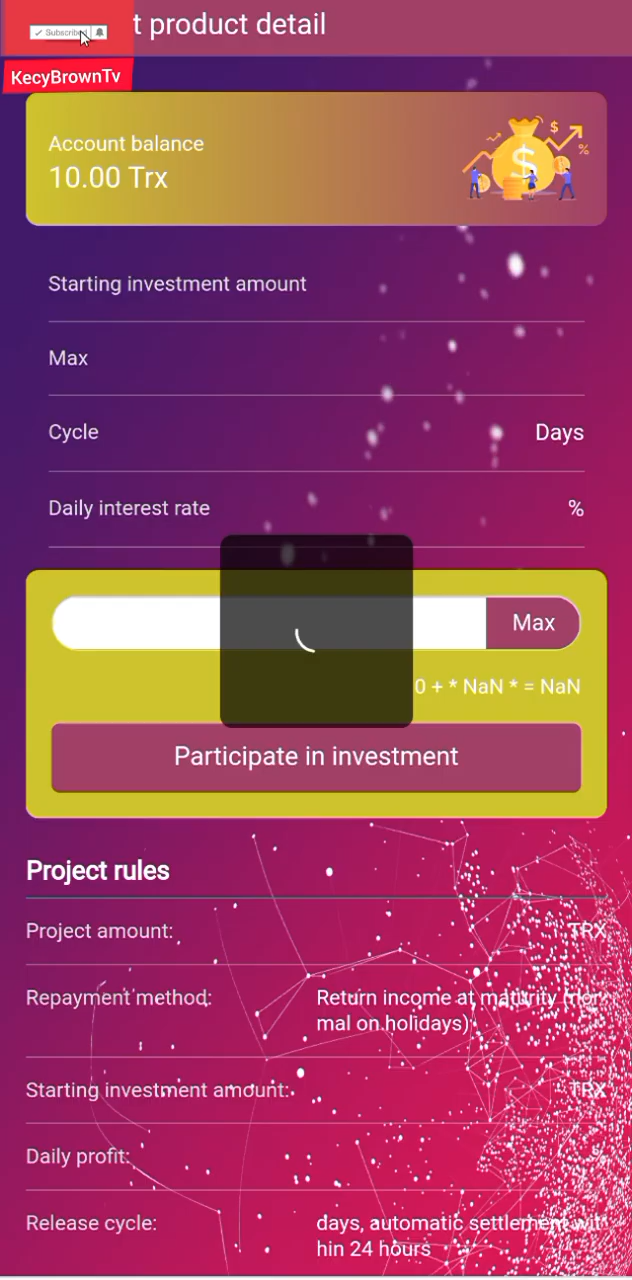 t product detail
Subscribed
KecyBrownTv
Account balance
10.00 Trx
Starting investment amount
Max
Cycle Days
Daily interest rate %
Max
0 + * NaN * = NaN
Participate in investment
Project rules
Project amount: TRX
Repayment method: Return income at maturity (nor
mal on holidays)
Starting investment amount: TRX
Daily profit:
Release cycle: days, automatic settlement wit
hin 24 hours